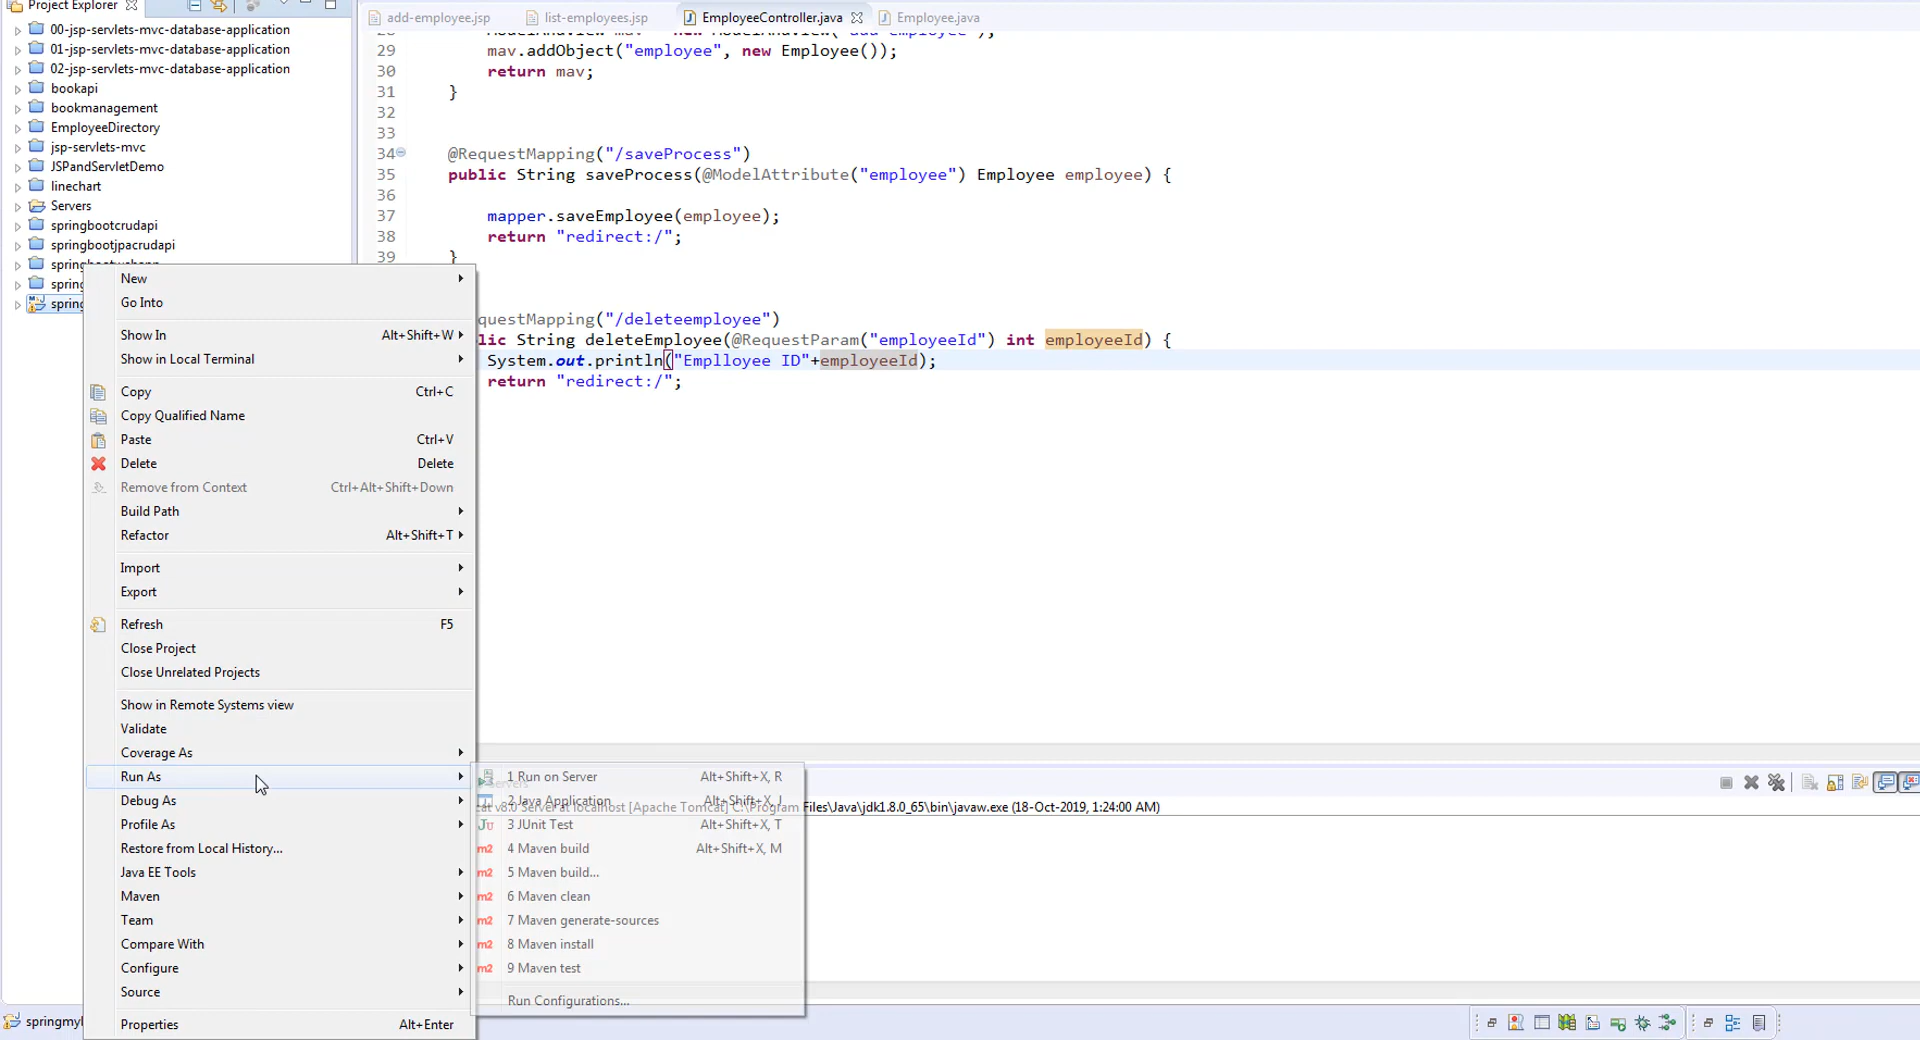 Project Explorer
00-jsp-servlets-mvc-database-application
01-jsp-servlets-mvc-database-application
02-jsp-servlets-mvc-database-application
bookapi
bookmanagement
EmployeeDirectory
jsp-servlets-mvc
JSPandServletDemo
linechart
Servers
springbootcrudapi
springbootjpacrudapi
spring
spring
add-employee.jsp
list-employees.jsp
EmployeeController.java
Employee.java
29 mav.addObject("employee", new Employee());
30 return mav;
31 }
32
33
34 @RequestMapping("/saveProcess")
35 public String saveProcess(@ModelAttribute("employee") Employee employee) {
36
37 mapper.saveEmployee(employee);
38 return "redirect:/";
39 }
questMapping("/deleteemployee")
lic String deleteEmployee(@RequestParam("employeeId") int employeeId) {
System.out.println("Emplloyee ID"+employeeId);
return "redirect:/";
New
Go Into
Show In Alt+Shift+W
Show in Local Terminal
Copy Ctrl+C
Copy Qualified Name
Paste Ctrl+V
Delete Delete
Remove from Context Ctrl+Alt+Shift+Down
Build Path
Refactor Alt+Shift+T
Import
Export
Refresh F5
Close Project
Close Unrelated Projects
Show in Remote Systems view
Validate
Coverage As
Run As
Debug As
Profile As
Restore from Local History...
Java EE Tools
Maven
Team
Compare With
Configure
Source
Properties Alt+Enter
1 Run on Server Alt+Shift+X, R
2 Java Application Alt+Shift+X, J
cat v8.0 Server at localhost [Apache Tomcat] C:\Program Files\Java\jdk1.8.0_65\bin\javaw.exe (18-Oct-2019, 1:24:00 AM)
3 JUnit Test Alt+Shift+X, T
4 Maven build Alt+Shift+X, M
5 Maven build...
6 Maven clean
7 Maven generate-sources
8 Maven install
9 Maven test
Run Configurations...